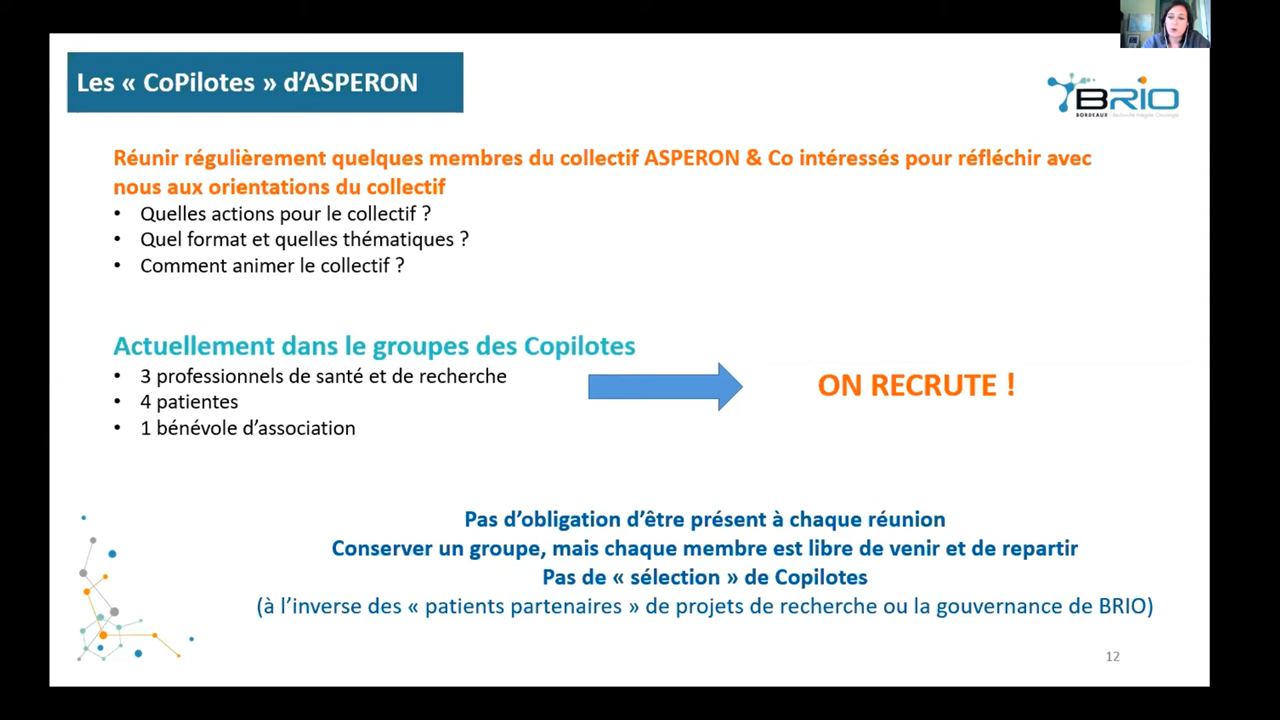 Les « CoPilotes » d'ASPERON
BRIO
BORDEAUX Recherche Intégrée Oncologie
Réunir régulièrement quelques membres du collectif ASPERON & Co intéressés pour réfléchir avec
nous aux orientations du collectif
• Quelles actions pour le collectif ?
• Quel format et quelles thématiques ?
• Comment animer le collectif ?
Actuellement dans le groupes des Copilotes
• 3 professionnels de santé et de recherche
• 4 patientes
• 1 bénévole d'association
ON RECRUTE !
Pas d'obligation d'être présent à chaque réunion
Conserver un groupe, mais chaque membre est libre de venir et de repartir
Pas de « sélection » de Copilotes
(à l'inverse des « patients partenaires » de projets de recherche ou la gouvernance de BRIO)
12